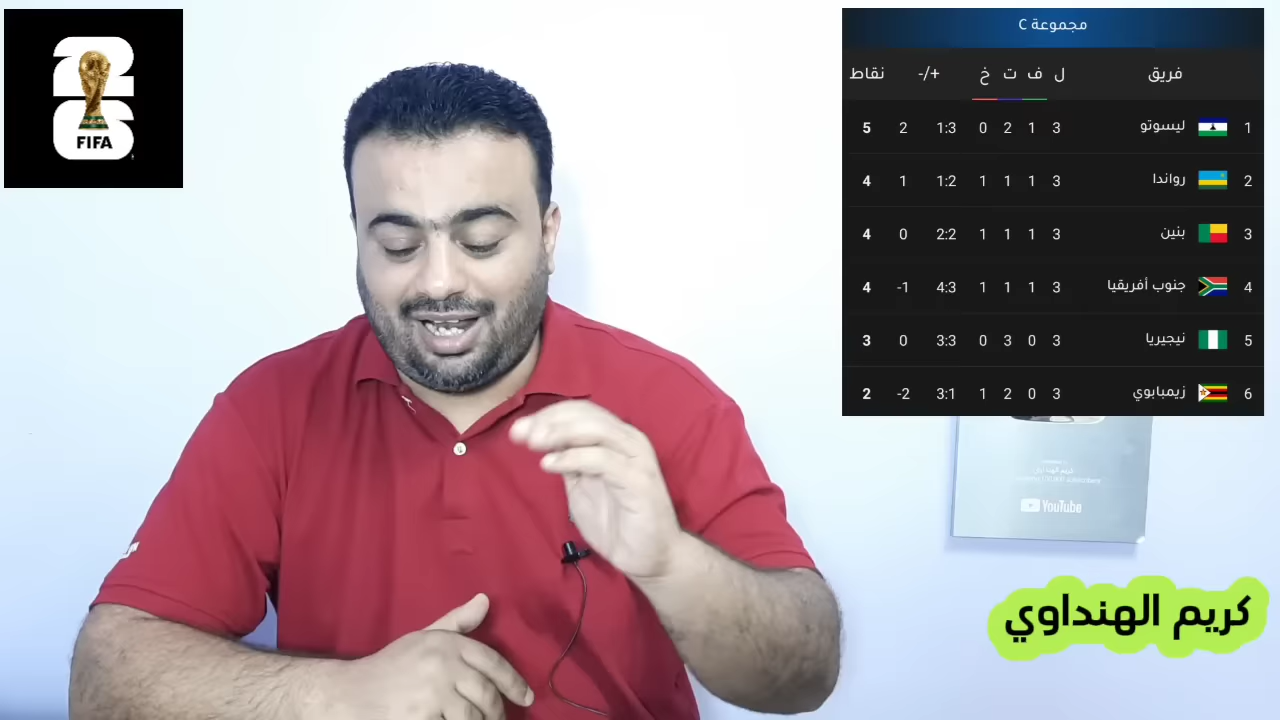 FIFA
مجموعة C
فريق ل ف ت خ +/- نقاط
1 ليسوتو 3 1 2 0 1:3 2 5
2 رواندا 3 1 1 1 1:2 1 4
3 بنين 3 1 1 1 2:2 0 4
4 جنوب أفريقيا 3 1 1 1 4:3 -1 4
5 نيجيريا 3 0 3 0 3:3 0 3
6 زيمبابوي 3 0 2 1 3:1 -2 2
كريم الهنداوي
YouTube
كريم الهنداوي